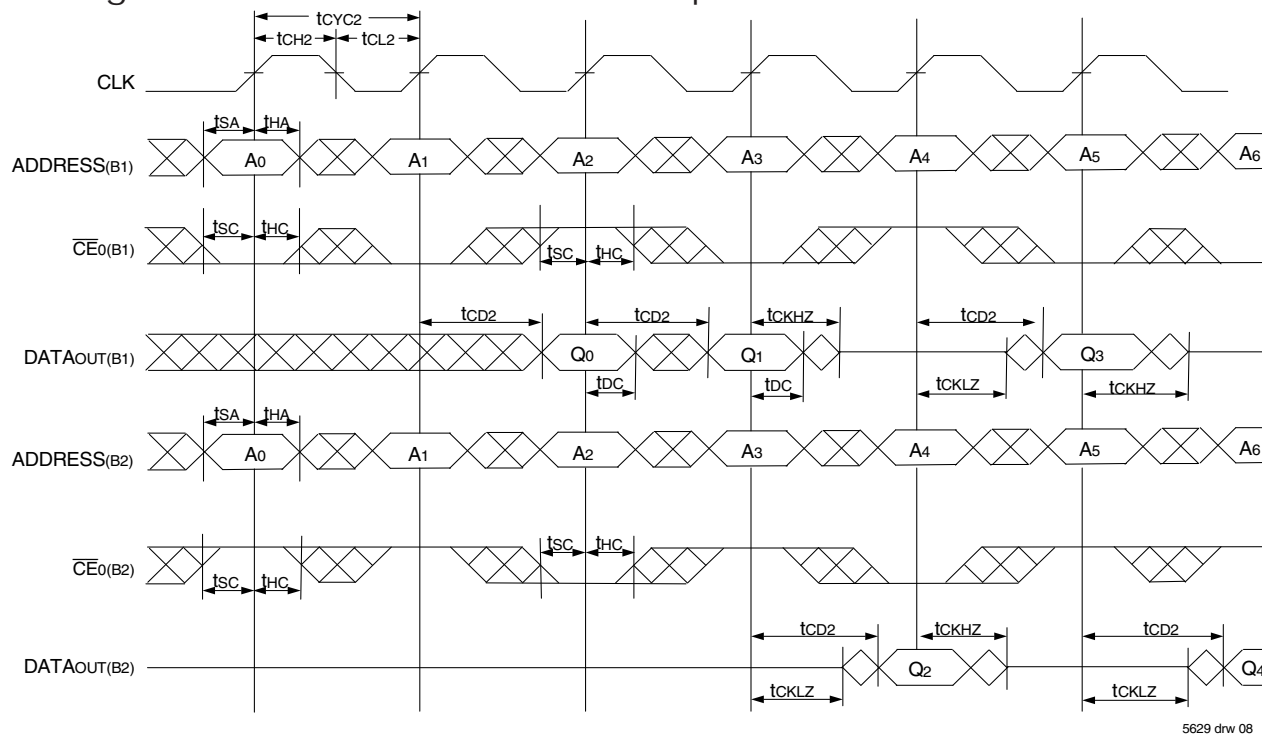 tCYC2
tCH2 tCL2
CLK
tSA tHA
ADDRESS(B1) A0 A1 A2 A3 A4 A5 A6
tSC tHC tSC tHC
CE0(B1)
tCD2 tCD2 tCKHZ tCD2
DATAOUT(B1) Q0 Q1 Q3
tDC tDC tCKLZ tCKHZ
tSA tHA
ADDRESS(B2) A0 A1 A2 A3 A4 A5 A6
tSC tHC
CE0(B2)
tSC tHC
tCD2 tCKHZ tCD2
DATAOUT(B2) Q2 Q4
tCKLZ tCKLZ
5629 drw 08